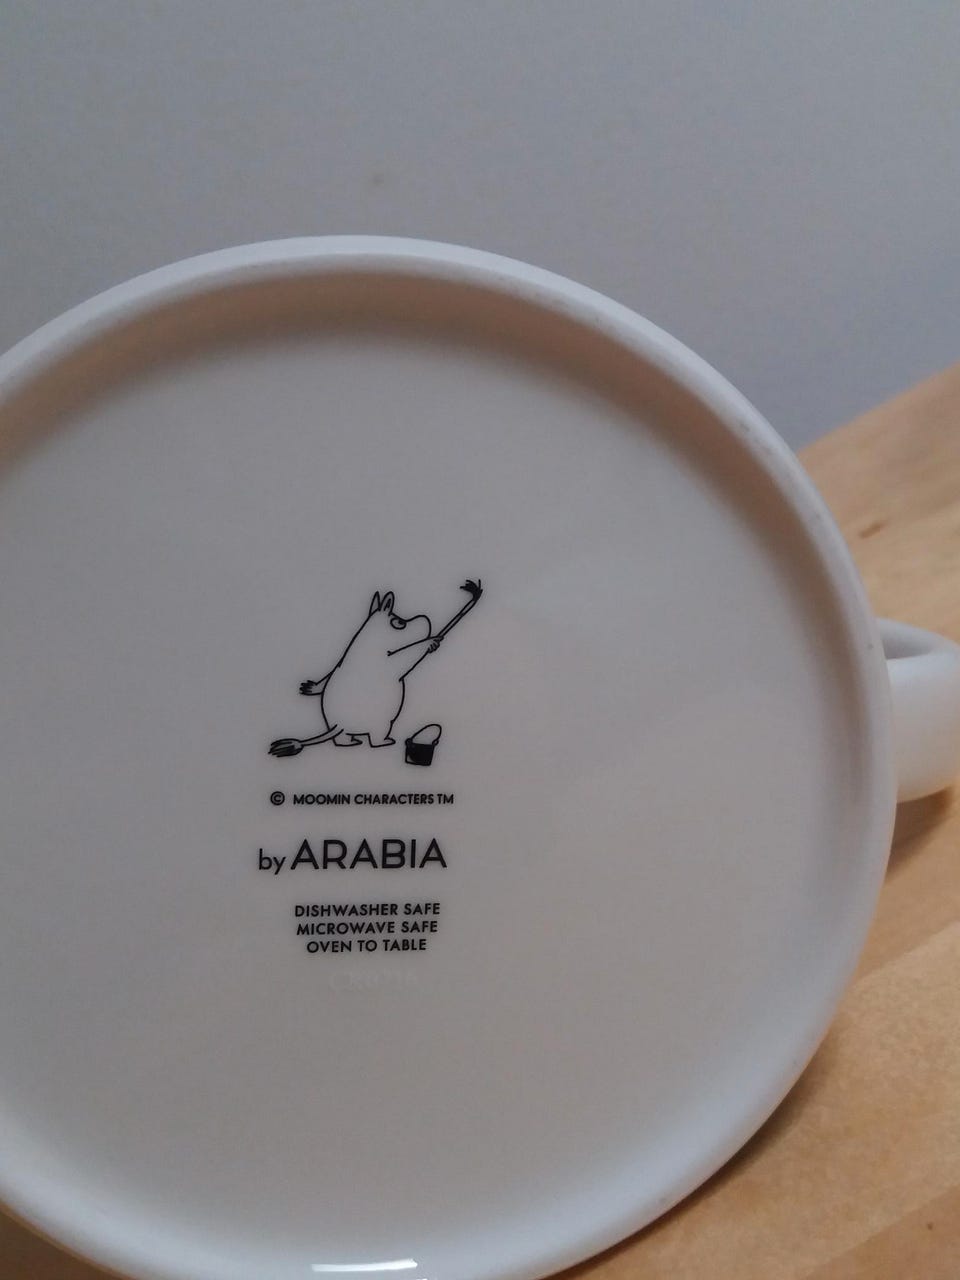 © MOOMIN CHARACTERS TM
by ARABIA
DISHWASHER SAFE
MICROWAVE SAFE
OVEN TO TABLE